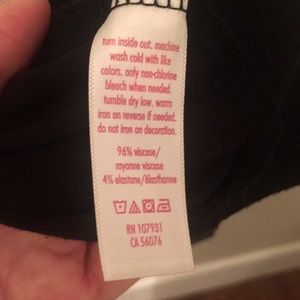 turn inside out. machine
wash cold with like
colors. only non-chlorine
bleach when needed.
tumble dry low. warm
iron on reverse if needed.
do not iron on decoration.
96% viscose/
rayonne viscose
4% elastane/élasthanne
RN 107931
CA 56076